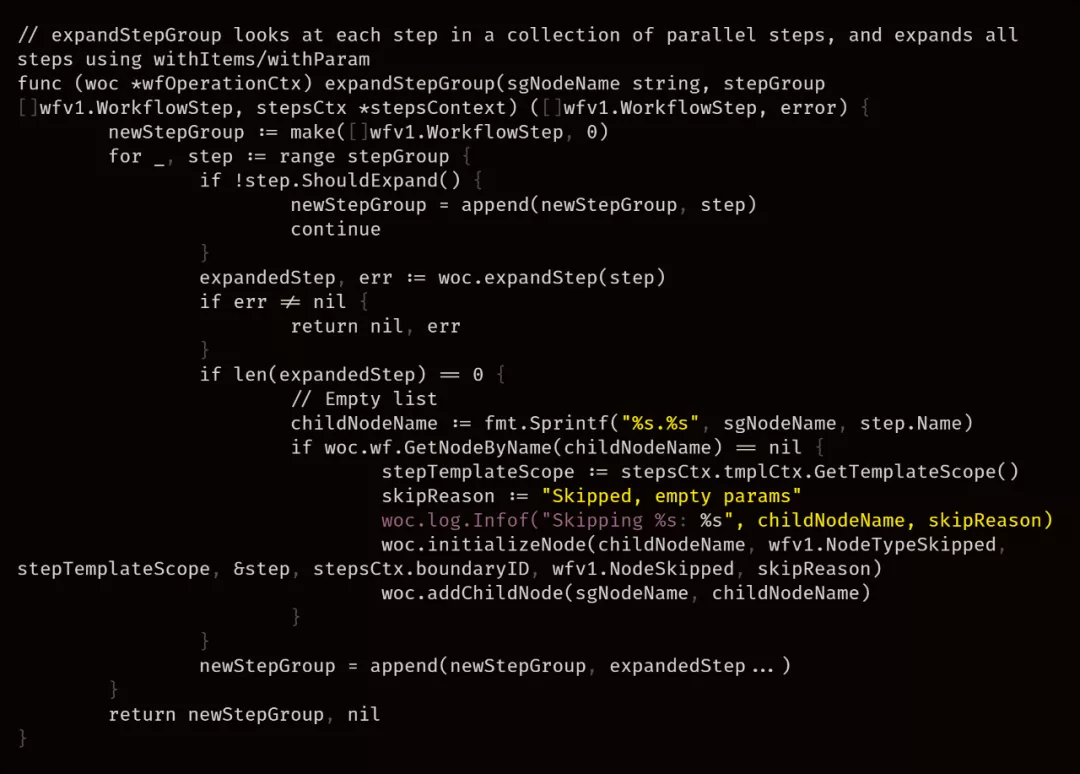 // expandStepGroup looks at each step in a collection of parallel steps, and expands all
steps using withItems/withParam
func (woc *wfOperationCtx) expandStepGroup(sgNodeName string, stepGroup
[]wfv1.WorkflowStep, stepsCtx *stepsContext) ([]wfv1.WorkflowStep, error) {
        newStepGroup := make([]wfv1.WorkflowStep, 0)
        for _, step := range stepGroup {
                if !step.ShouldExpand() {
                        newStepGroup = append(newStepGroup, step)
                        continue
                }
                expandedStep, err := woc.expandStep(step)
                if err != nil {
                        return nil, err
                }
                if len(expandedStep) == 0 {
                        // Empty list
                        childNodeName := fmt.Sprintf("%s.%s", sgNodeName, step.Name)
                        if woc.wf.GetNodeByName(childNodeName) == nil {
                                stepTemplateScope := stepsCtx.tmplCtx.GetTemplateScope()
                                skipReason := "Skipped, empty params"
                                woc.log.Infof("Skipping %s: %s", childNodeName, skipReason)
                                woc.initializeNode(childNodeName, wfv1.NodeTypeSkipped,
stepTemplateScope, &step, stepsCtx.boundaryID, wfv1.NodeSkipped, skipReason)
                                woc.addChildNode(sgNodeName, childNodeName)
                        }
                }
                newStepGroup = append(newStepGroup, expandedStep...)
        }
        return newStepGroup, nil
}